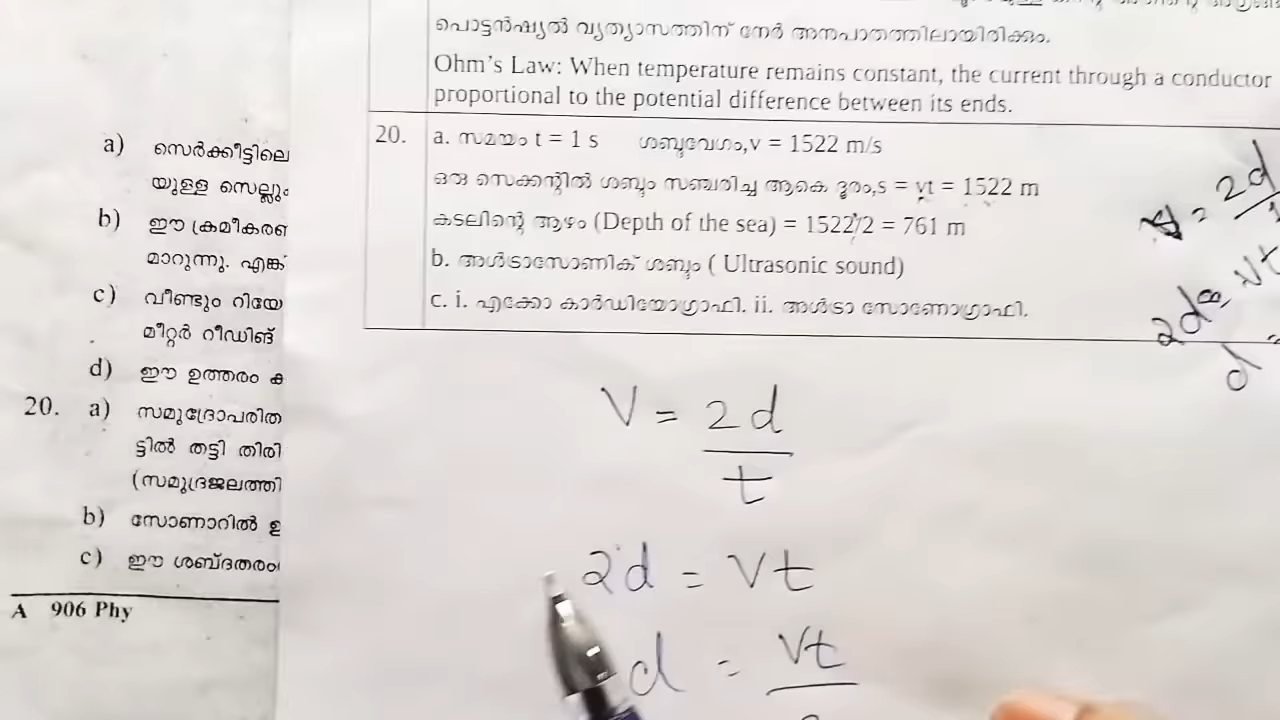 പൊട്ടൻഷ്യൽ വ്യത്യാസത്തിന് നേർ അനുപാതത്തിലായിരിക്കും.
Ohm's Law: When temperature remains constant, the current through a conductor
proportional to the potential difference between its ends.
20. a. സമയം t = 1 s ശബ്ദവേഗം,v = 1522 m/s
ഒരു സെക്കന്റിൽ ശബ്ദം സഞ്ചരിച്ച ആകെ ദൂരം,s = vt = 1522 m
കടലിന്റെ ആഴം (Depth of the sea) = 1522/2 = 761 m
b. അൾട്രാസോണിക് ശബ്ദം ( Ultrasonic sound)
c. i. എക്കോ കാർഡിയോഗ്രാഫി. ii. അൾട്രാ സോണോഗ്രാഫി.
a) സെർക്കീട്ടിലെ
യുള്ള സെല്ലും
b) ഈ ക്രമീകരണ
മാറുന്നു. എങ്ക്
c) വീണ്ടും റിയേ
മീറ്റർ റീഡിങ്
d) ഈ ഉത്തരം ക
20. a) സമുദ്രോപരിത
ട്ടിൽ തട്ടി തിരി
(സമുദ്രജലത്തി
b) സോണാറിൽ ഉ
c) ഈ ശബ്ദതരം
A 906 Phy
V = 2d
t
2d = Vt
d = Vt
= 2d
2d = Vt
d =